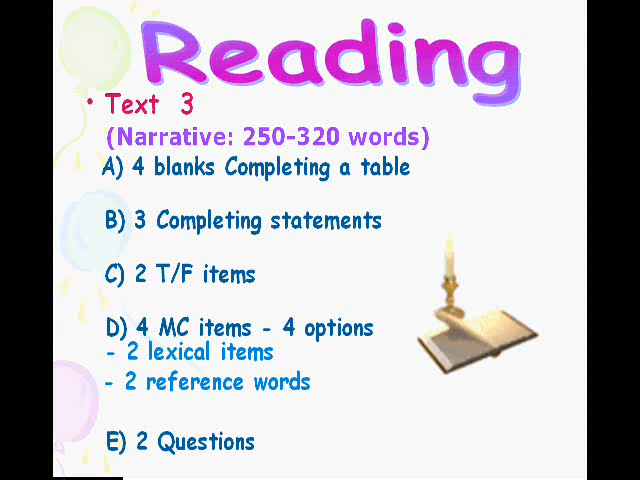 Reading
• Text 3
(Narrative: 250-320 words)
A) 4 blanks Completing a table
B) 3 Completing statements
C) 2 T/F items
D) 4 MC items - 4 options
- 2 lexical items
- 2 reference words
E) 2 Questions